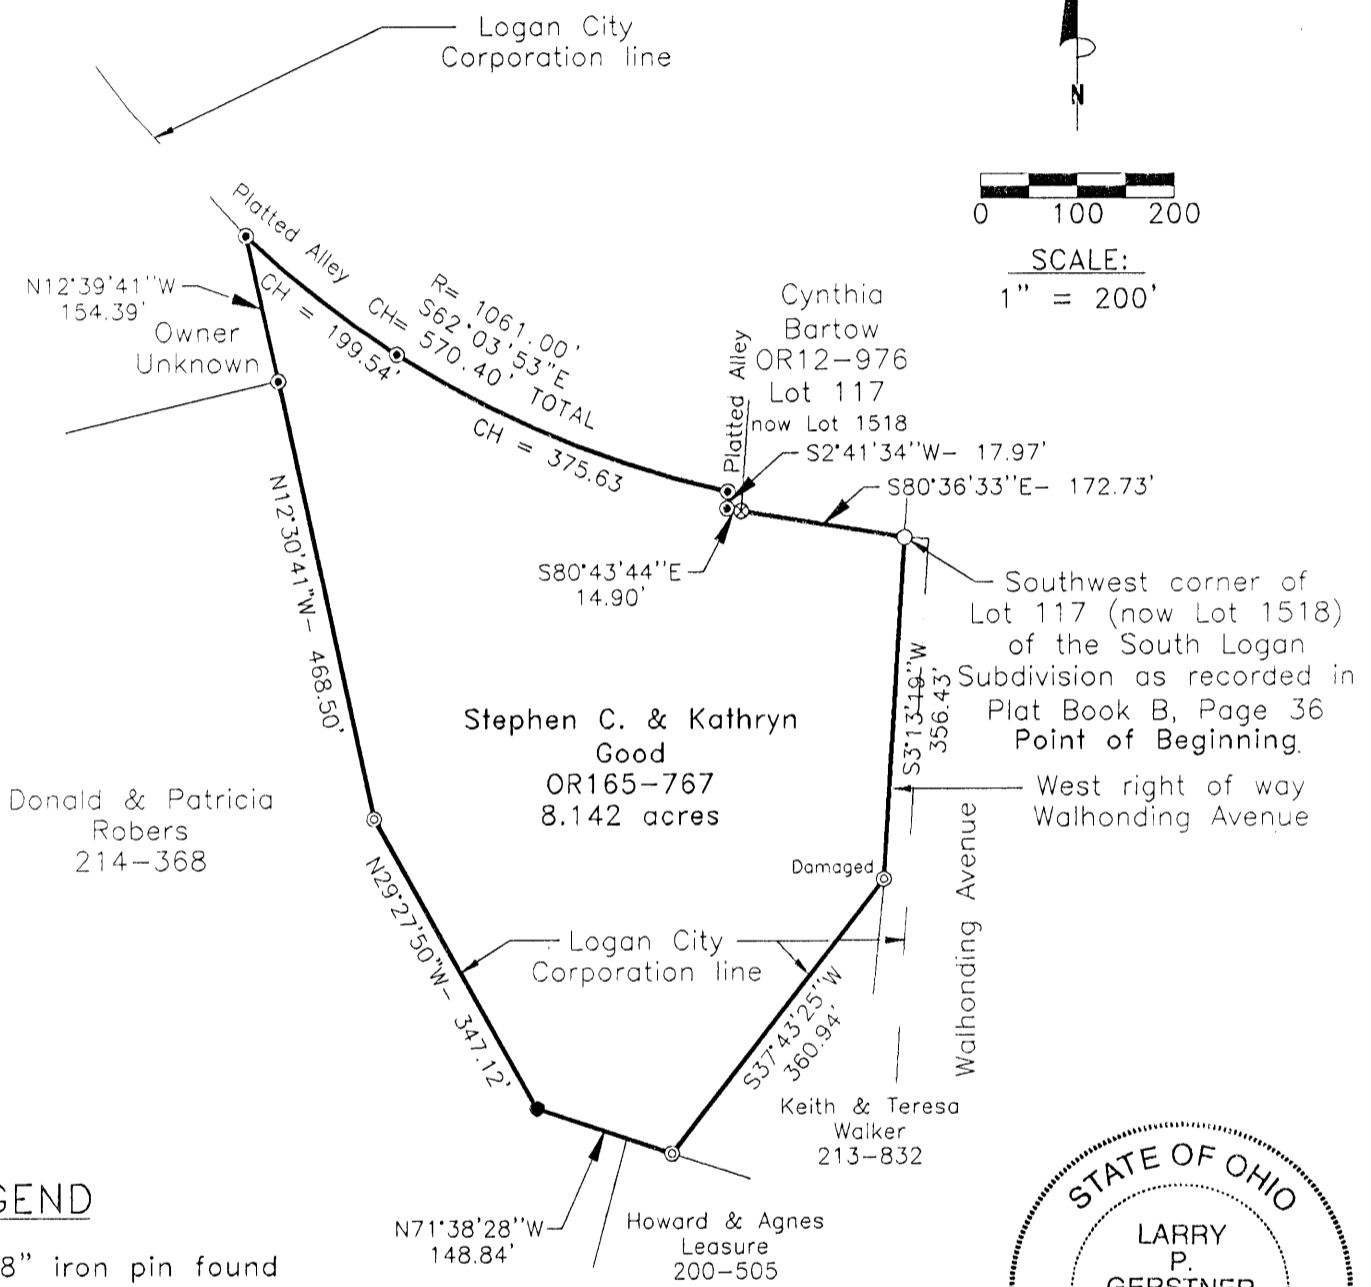 Logan City
Corporation line
N
0 100 200
SCALE:
1" = 200'
Platted Alley
N12°39'41"W
154.39'
Owner
Unknown
CH = 199.54'
R= 1061.00'
S62°03'53"E
CH= 570.40' TOTAL
CH = 375.63
Platted Alley
Cynthia
Bartow
OR12-976
Lot 117
now Lot 1518
S2°41'34"W- 17.97'
S80°36'33"E- 172.73'
S80°43'44"E
14.90'
Southwest corner of
Lot 117 (now Lot 1518)
of the South Logan
Subdivision as recorded in
Plat Book B, Page 36
Point of Beginning.
N12°30'41"W- 468.50'
S3°13'19"W
356.43'
Stephen C. & Kathryn
Good
OR165-767
8.142 acres
West right of way
Walhonding Avenue
Donald & Patricia
Robers
214-368
Damaged
N29°27'50"W- 347.12'
Logan City
Corporation line
S37°43'25"W
360.94'
Walhonding Avenue
Keith & Teresa
Walker
213-832
N71°38'28"W
148.84'
Howard & Agnes
Leasure
200-505
GEND
8" iron pin found
STATE OF OHIO
LARRY
P.
GERSTNER